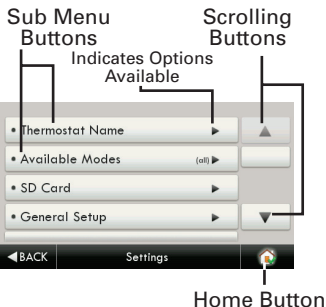 Sub Menu
Buttons
Scrolling
Buttons
Indicates Options
Available
• Thermostat Name
• Available Modes (all)
• SD Card
• General Setup
BACK Settings
Home Button